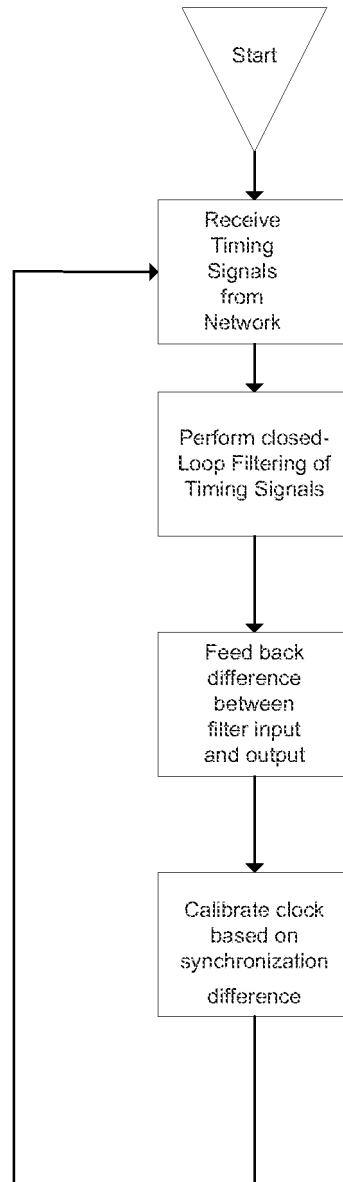 Start
Receive
Timing
Signals
from
Network
Perform closed-
Loop Filtering of
Timing Signals
Feed back
difference
between
filter input
and output
Calibrate clock
based on
synchronization
difference